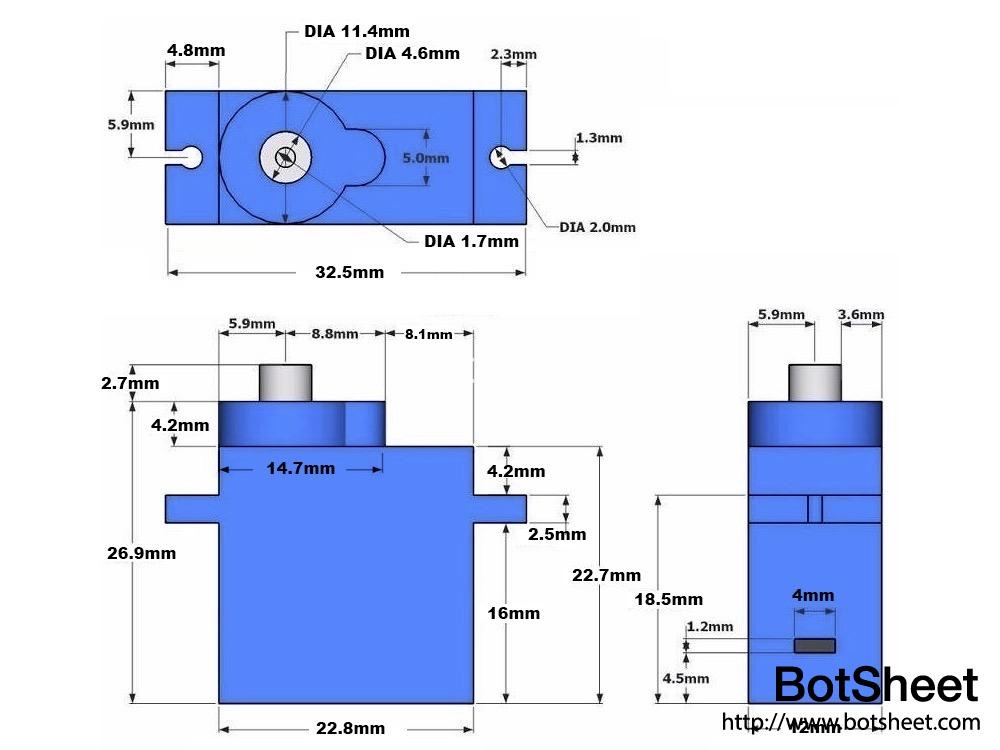 DIA 11.4mm
4.8mm
DIA 4.6mm
2.3mm
5.9mm
1.3mm
5.0mm
DIA 2.0mm
DIA 1.7mm
32.5mm
5.9mm
8.8mm
8.1mm
5.9mm
3.6mm
2.7mm
4.2mm
14.7mm
4.2mm
2.5mm
26.9mm
22.7mm
18.5mm
4mm
16mm
1.2mm
4.5mm
BotSheet
http://www.botsheet.com
22.8mm
12mm